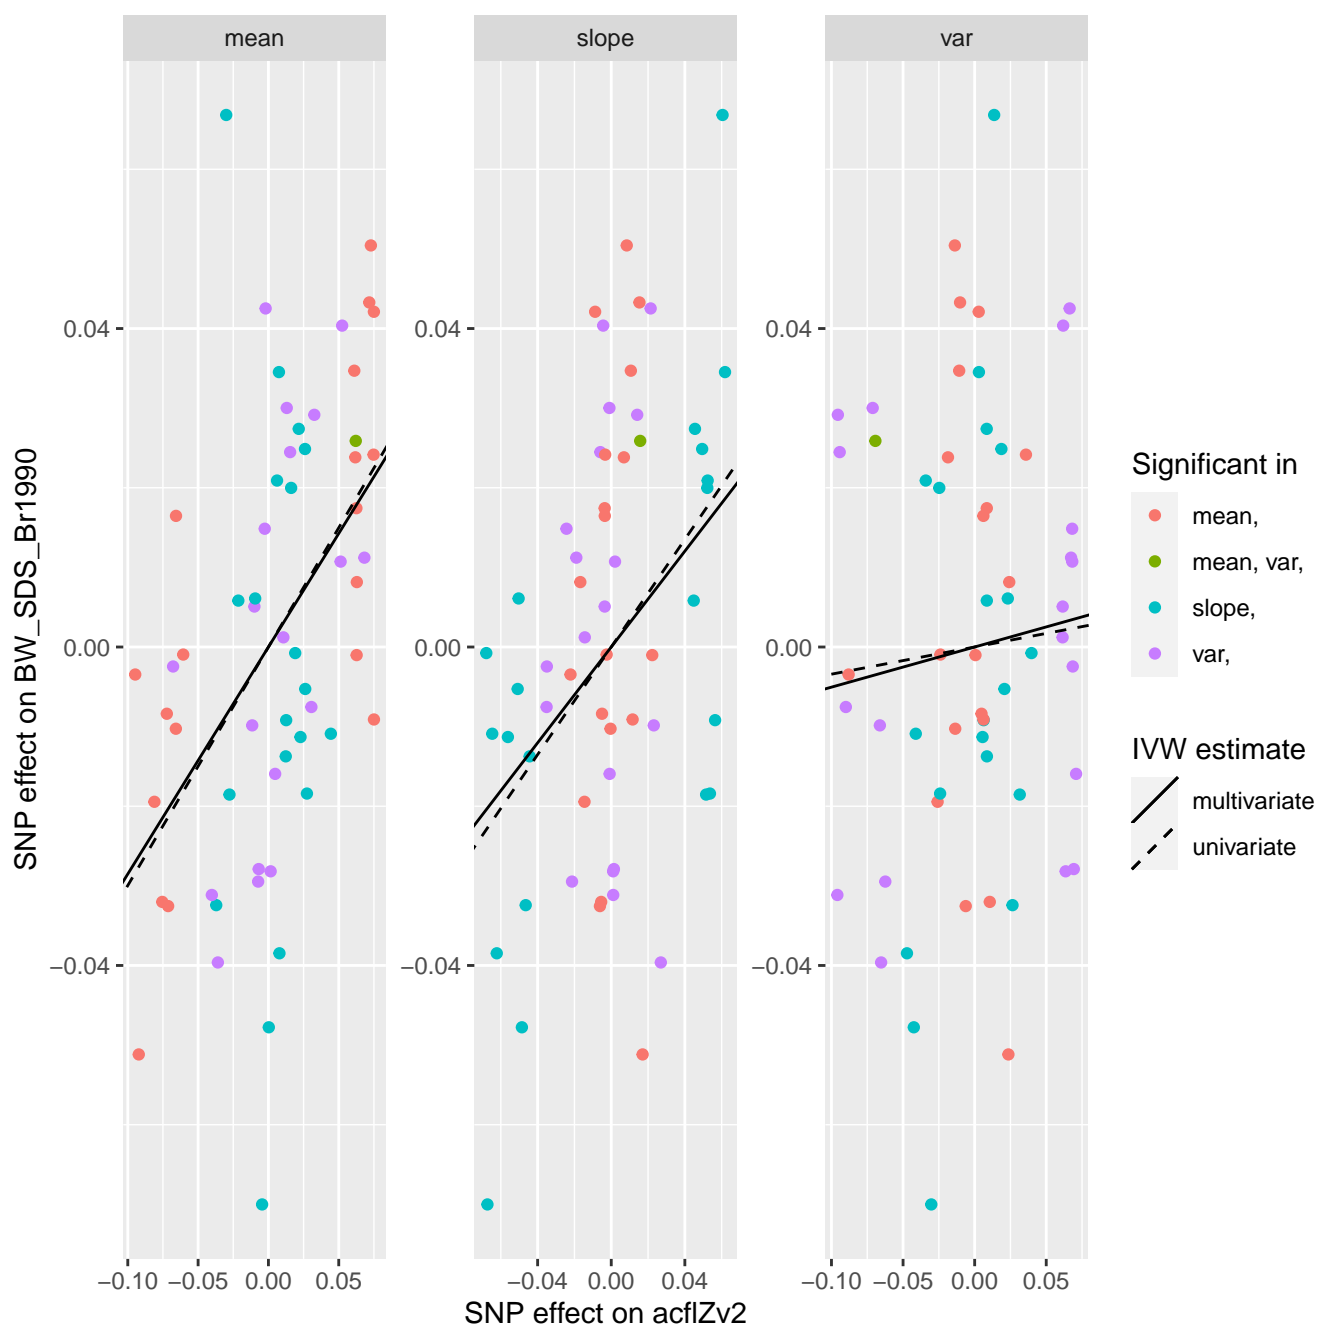 mean
slope
var
SNP effect on BW_SDS_Br1990
0.04
0.00
−0.04
0.04
0.00
−0.04
0.04
0.00
−0.04
−0.10 −0.05 0.00 0.05
−0.04 0.00 0.04
−0.10 −0.05 0.00 0.05
SNP effect on acflZv2
Significant in
mean,
mean, var,
slope,
var,
IVW estimate
multivariate
univariate